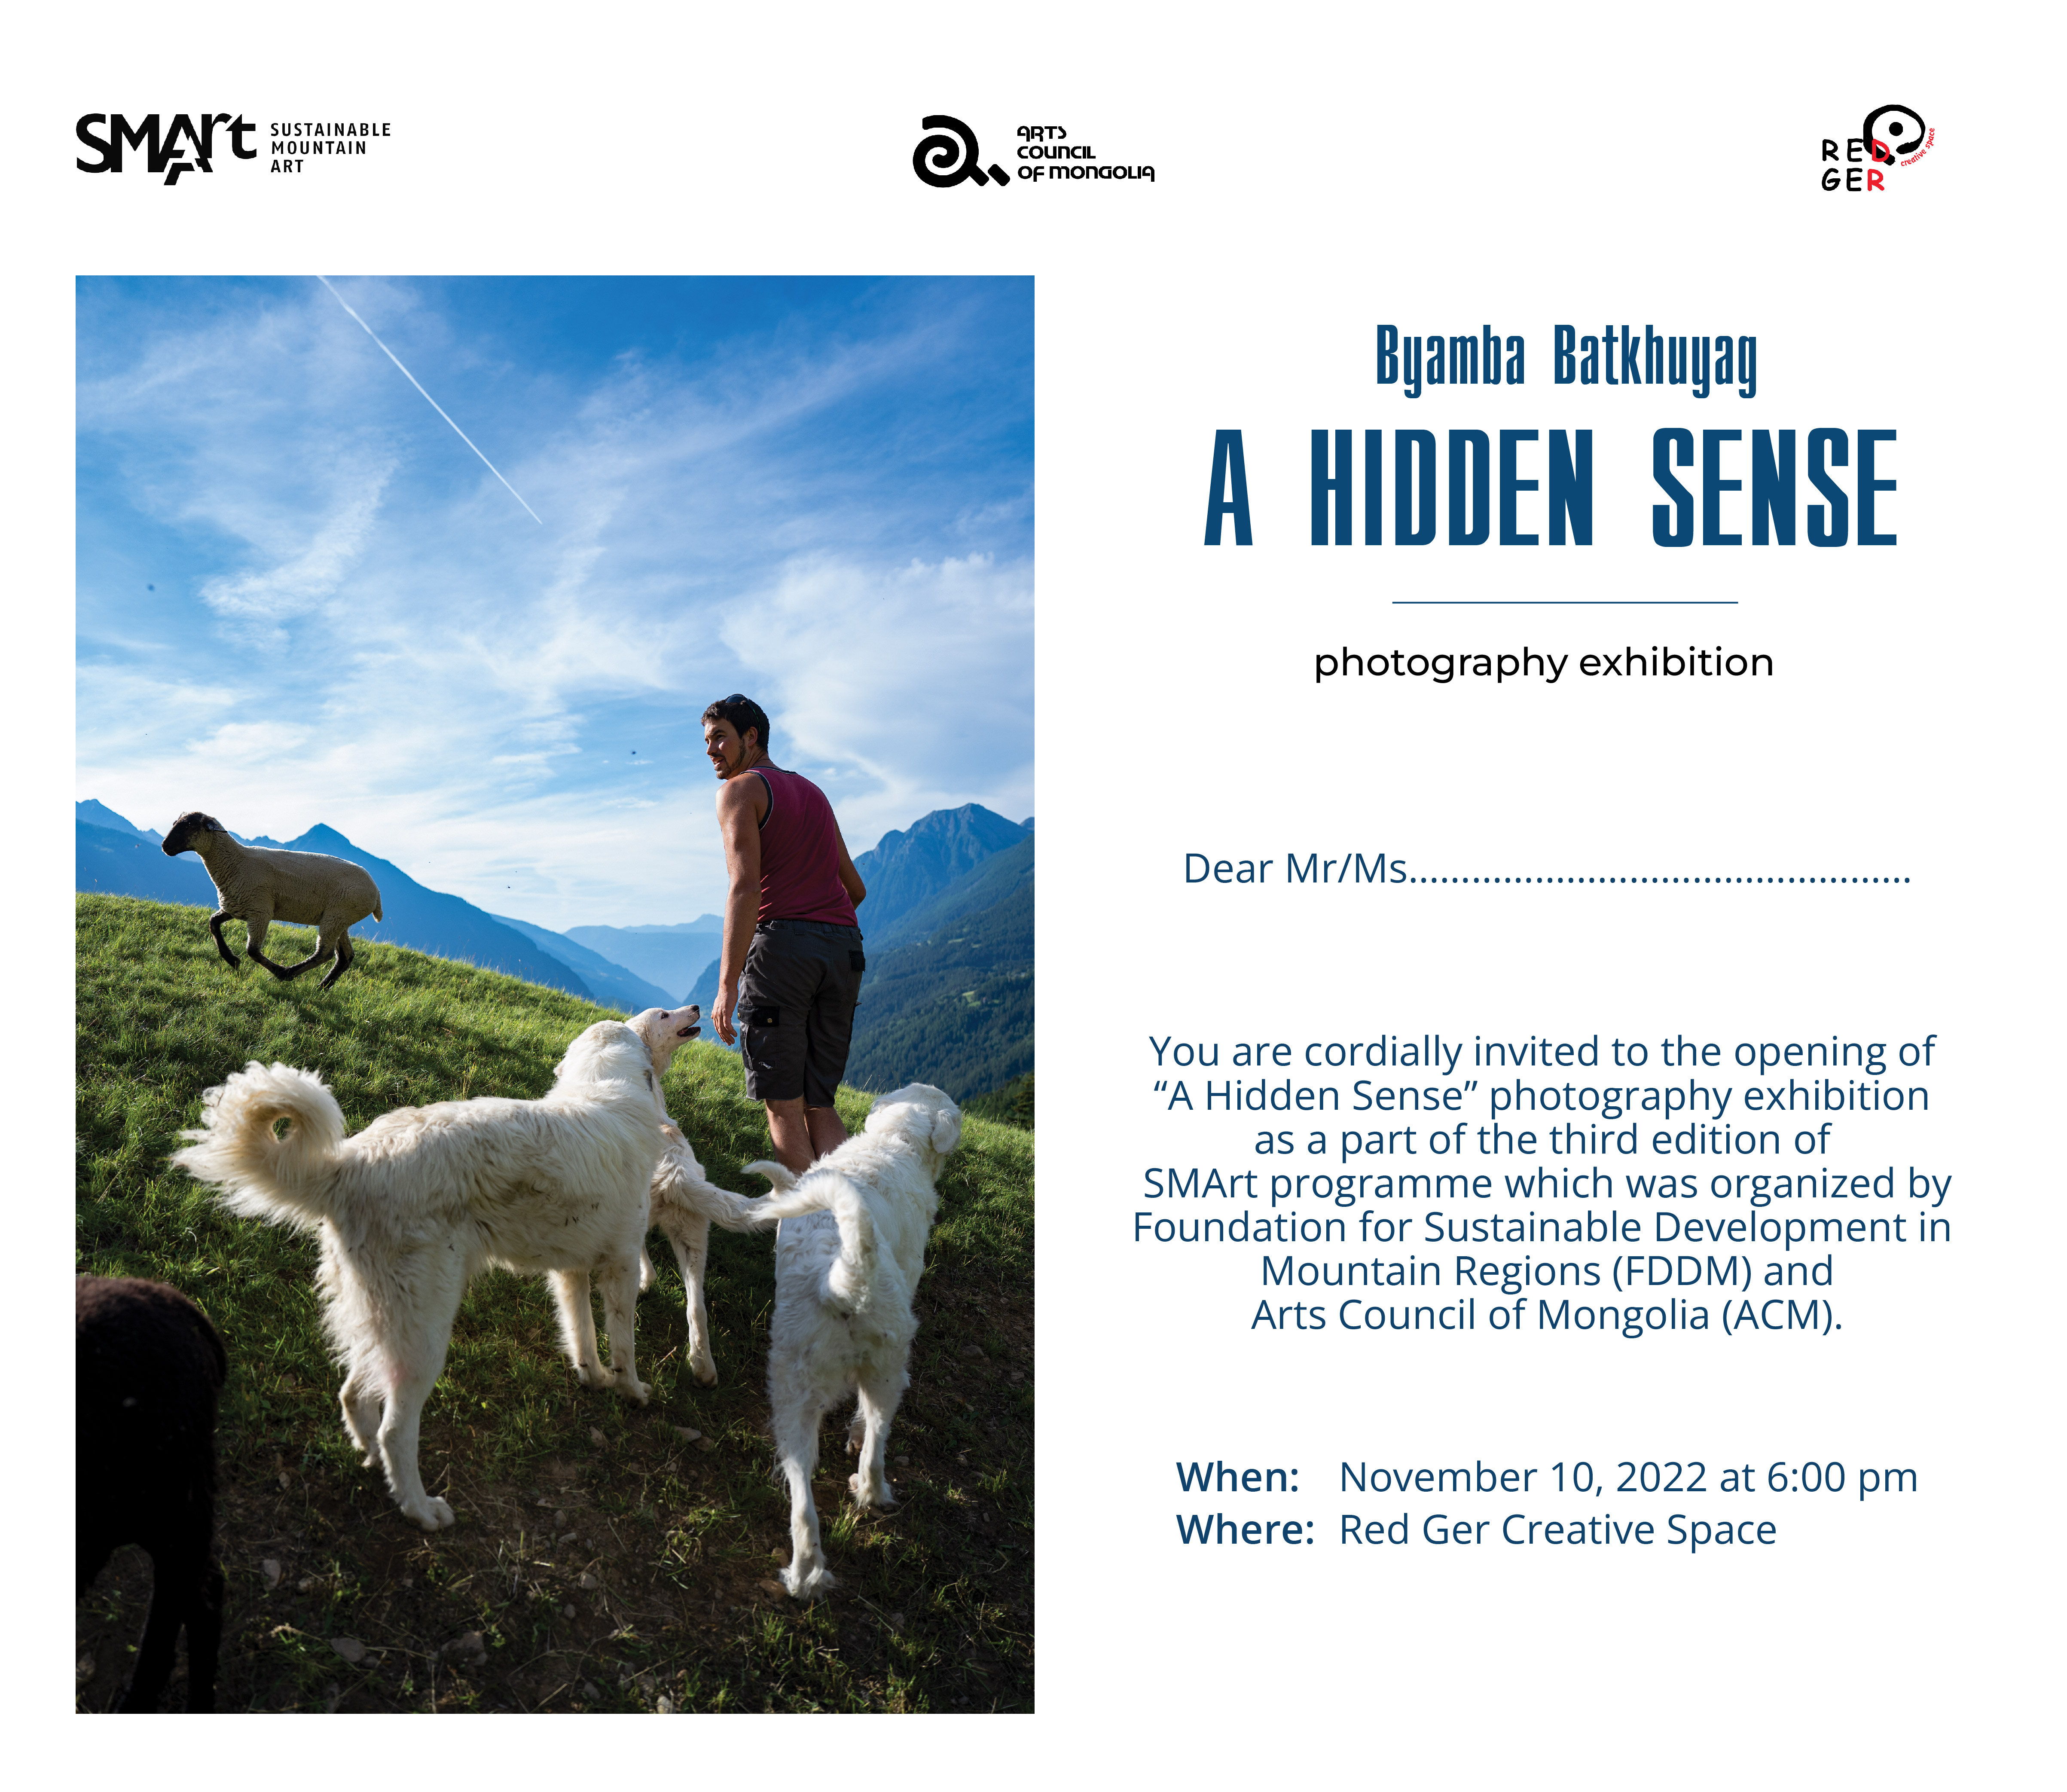 SMArt SUSTAINABLE
MOUNTAIN
ART
ARTS
COUNCIL
OF MONGOLIA
RED
GER
creative space
Byamba Batkhuyag
A HIDDEN SENSE
photography exhibition
Dear Mr/Ms................................................
You are cordially invited to the opening of
“A Hidden Sense” photography exhibition
as a part of the third edition of
SMArt programme which was organized by
Foundation for Sustainable Development in
Mountain Regions (FDDM) and
Arts Council of Mongolia (ACM).
When: November 10, 2022 at 6:00 pm
Where: Red Ger Creative Space